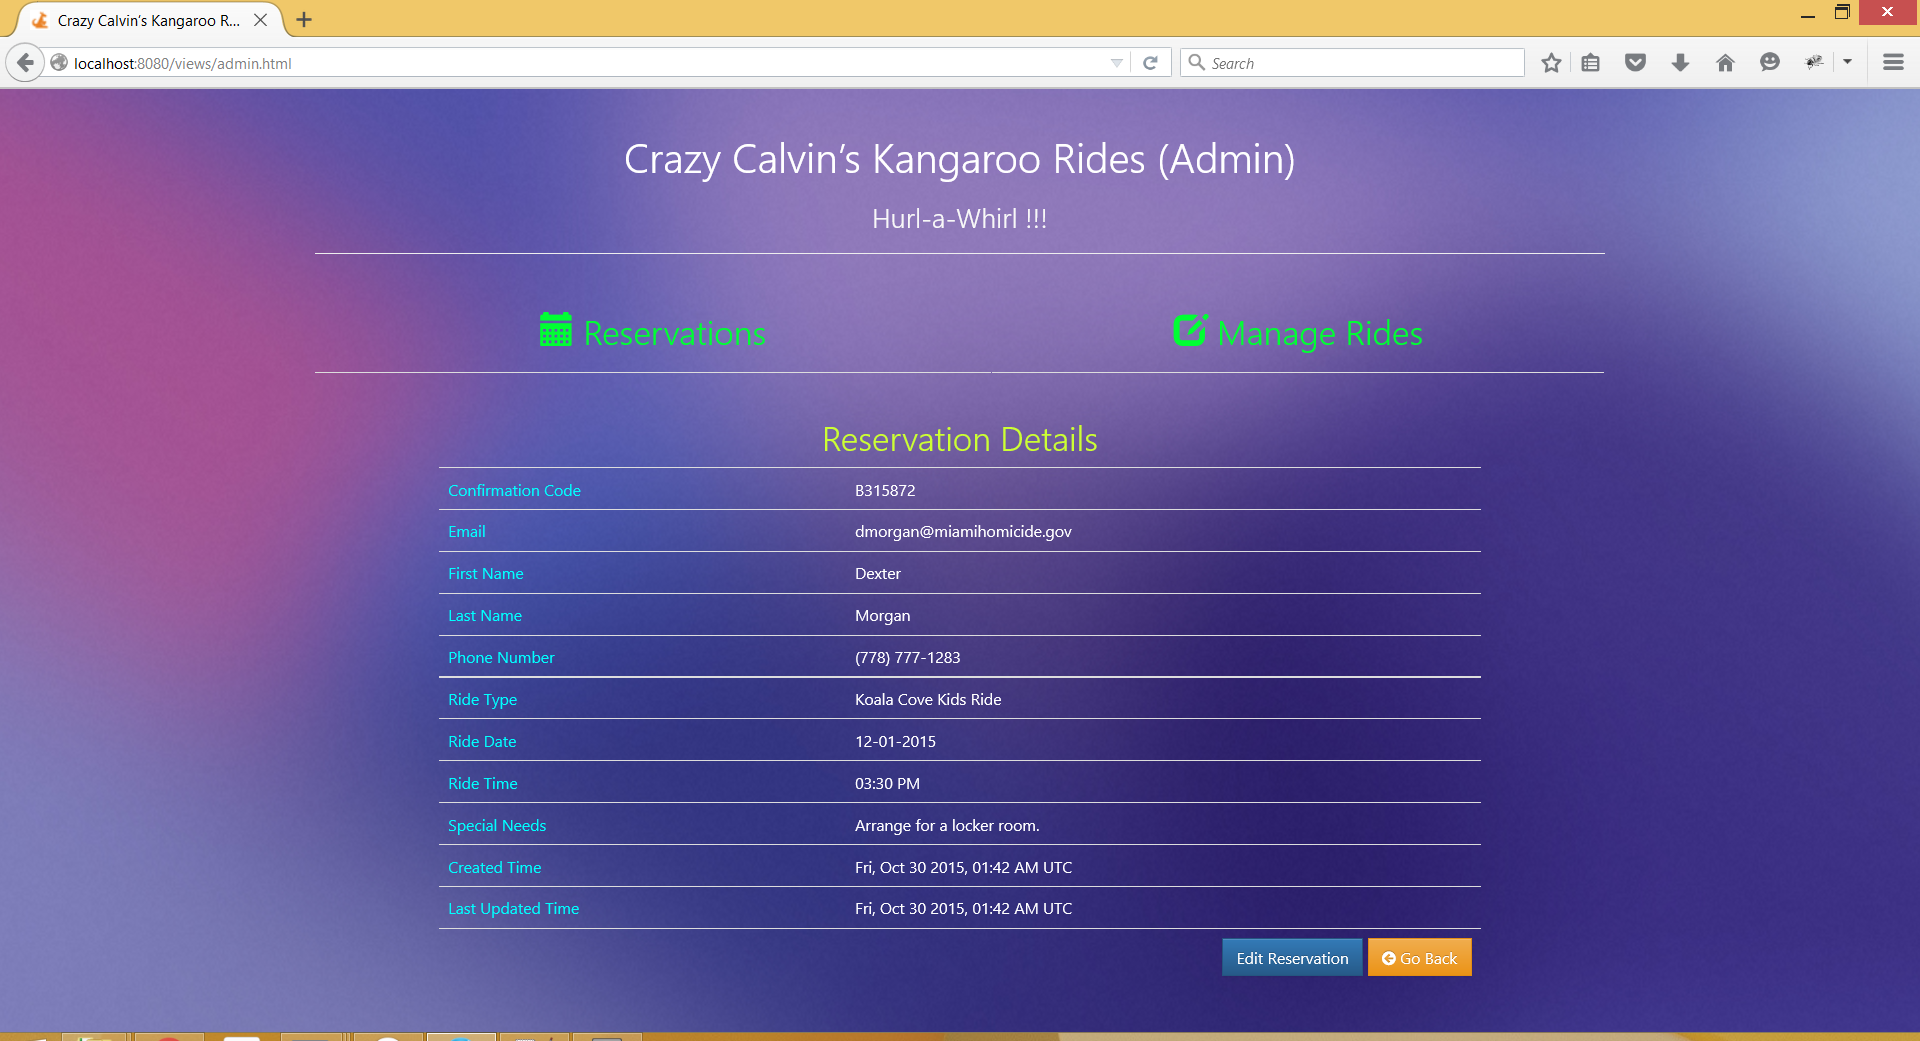 Crazy Calvin's Kangaroo R...
localhost:8080/views/admin.html
Search
Crazy Calvin's Kangaroo Rides (Admin)
Hurl-a-Whirl !!!
Reservations
Manage Rides
Reservation Details
Confirmation Code B315872
Email dmorgan@miamihomicide.gov
First Name Dexter
Last Name Morgan
Phone Number (778) 777-1283
Ride Type Koala Cove Kids Ride
Ride Date 12-01-2015
Ride Time 03:30 PM
Special Needs Arrange for a locker room.
Created Time Fri, Oct 30 2015, 01:42 AM UTC
Last Updated Time Fri, Oct 30 2015, 01:42 AM UTC
Edit Reservation Go Back